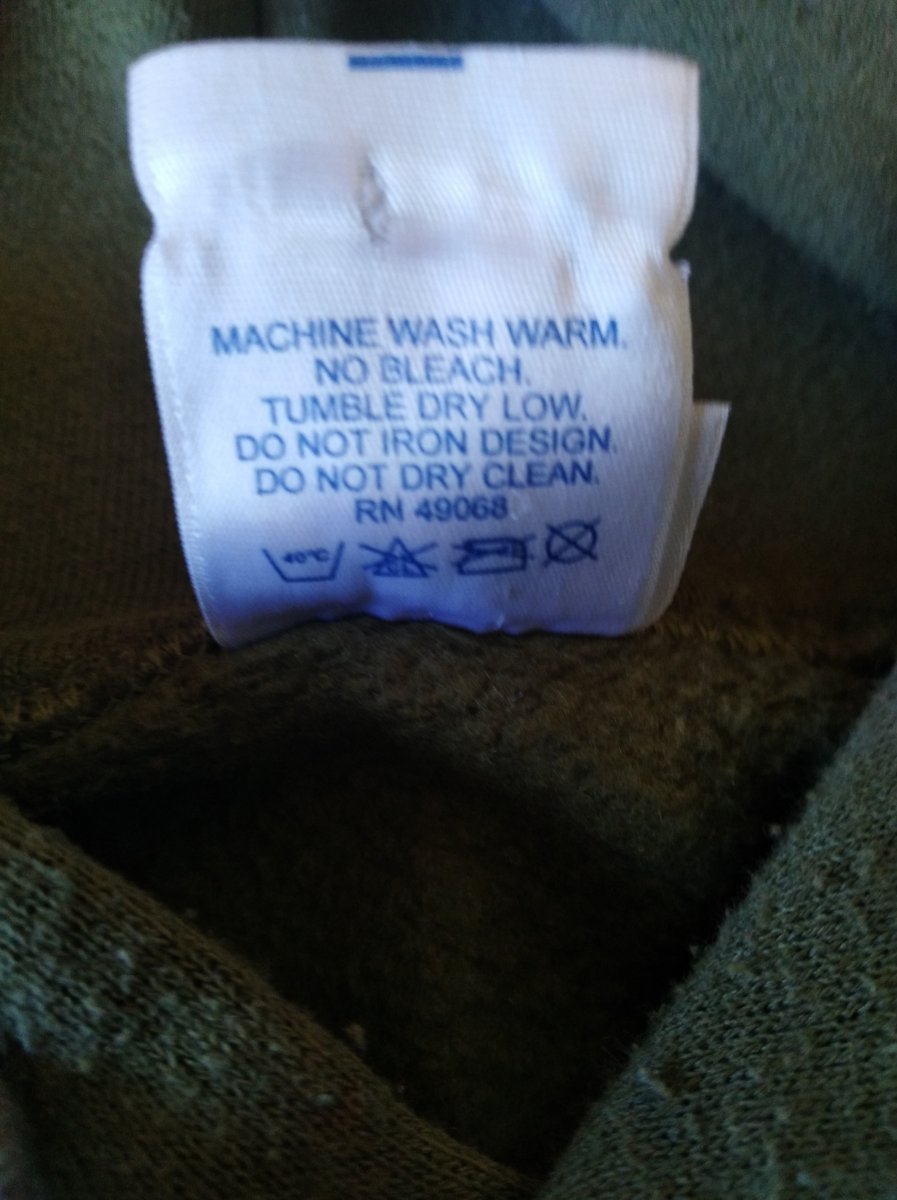 MACHINE WASH WARM.
NO BLEACH.
TUMBLE DRY LOW.
DO NOT IRON DESIGN.
DO NOT DRY CLEAN.
RN 49068
40°C